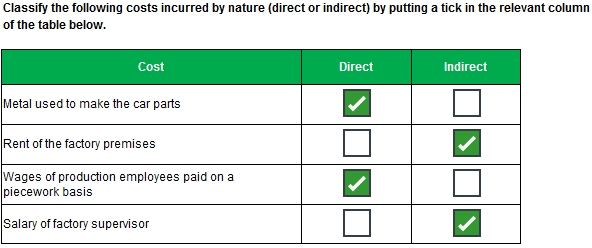 Classify the following costs incurred by nature (direct or indirect) by putting a tick in the relevant column
of the table below.
Cost Direct Indirect
Metal used to make the car parts
Rent of the factory premises
Wages of production employees paid on a
piecework basis
Salary of factory supervisor